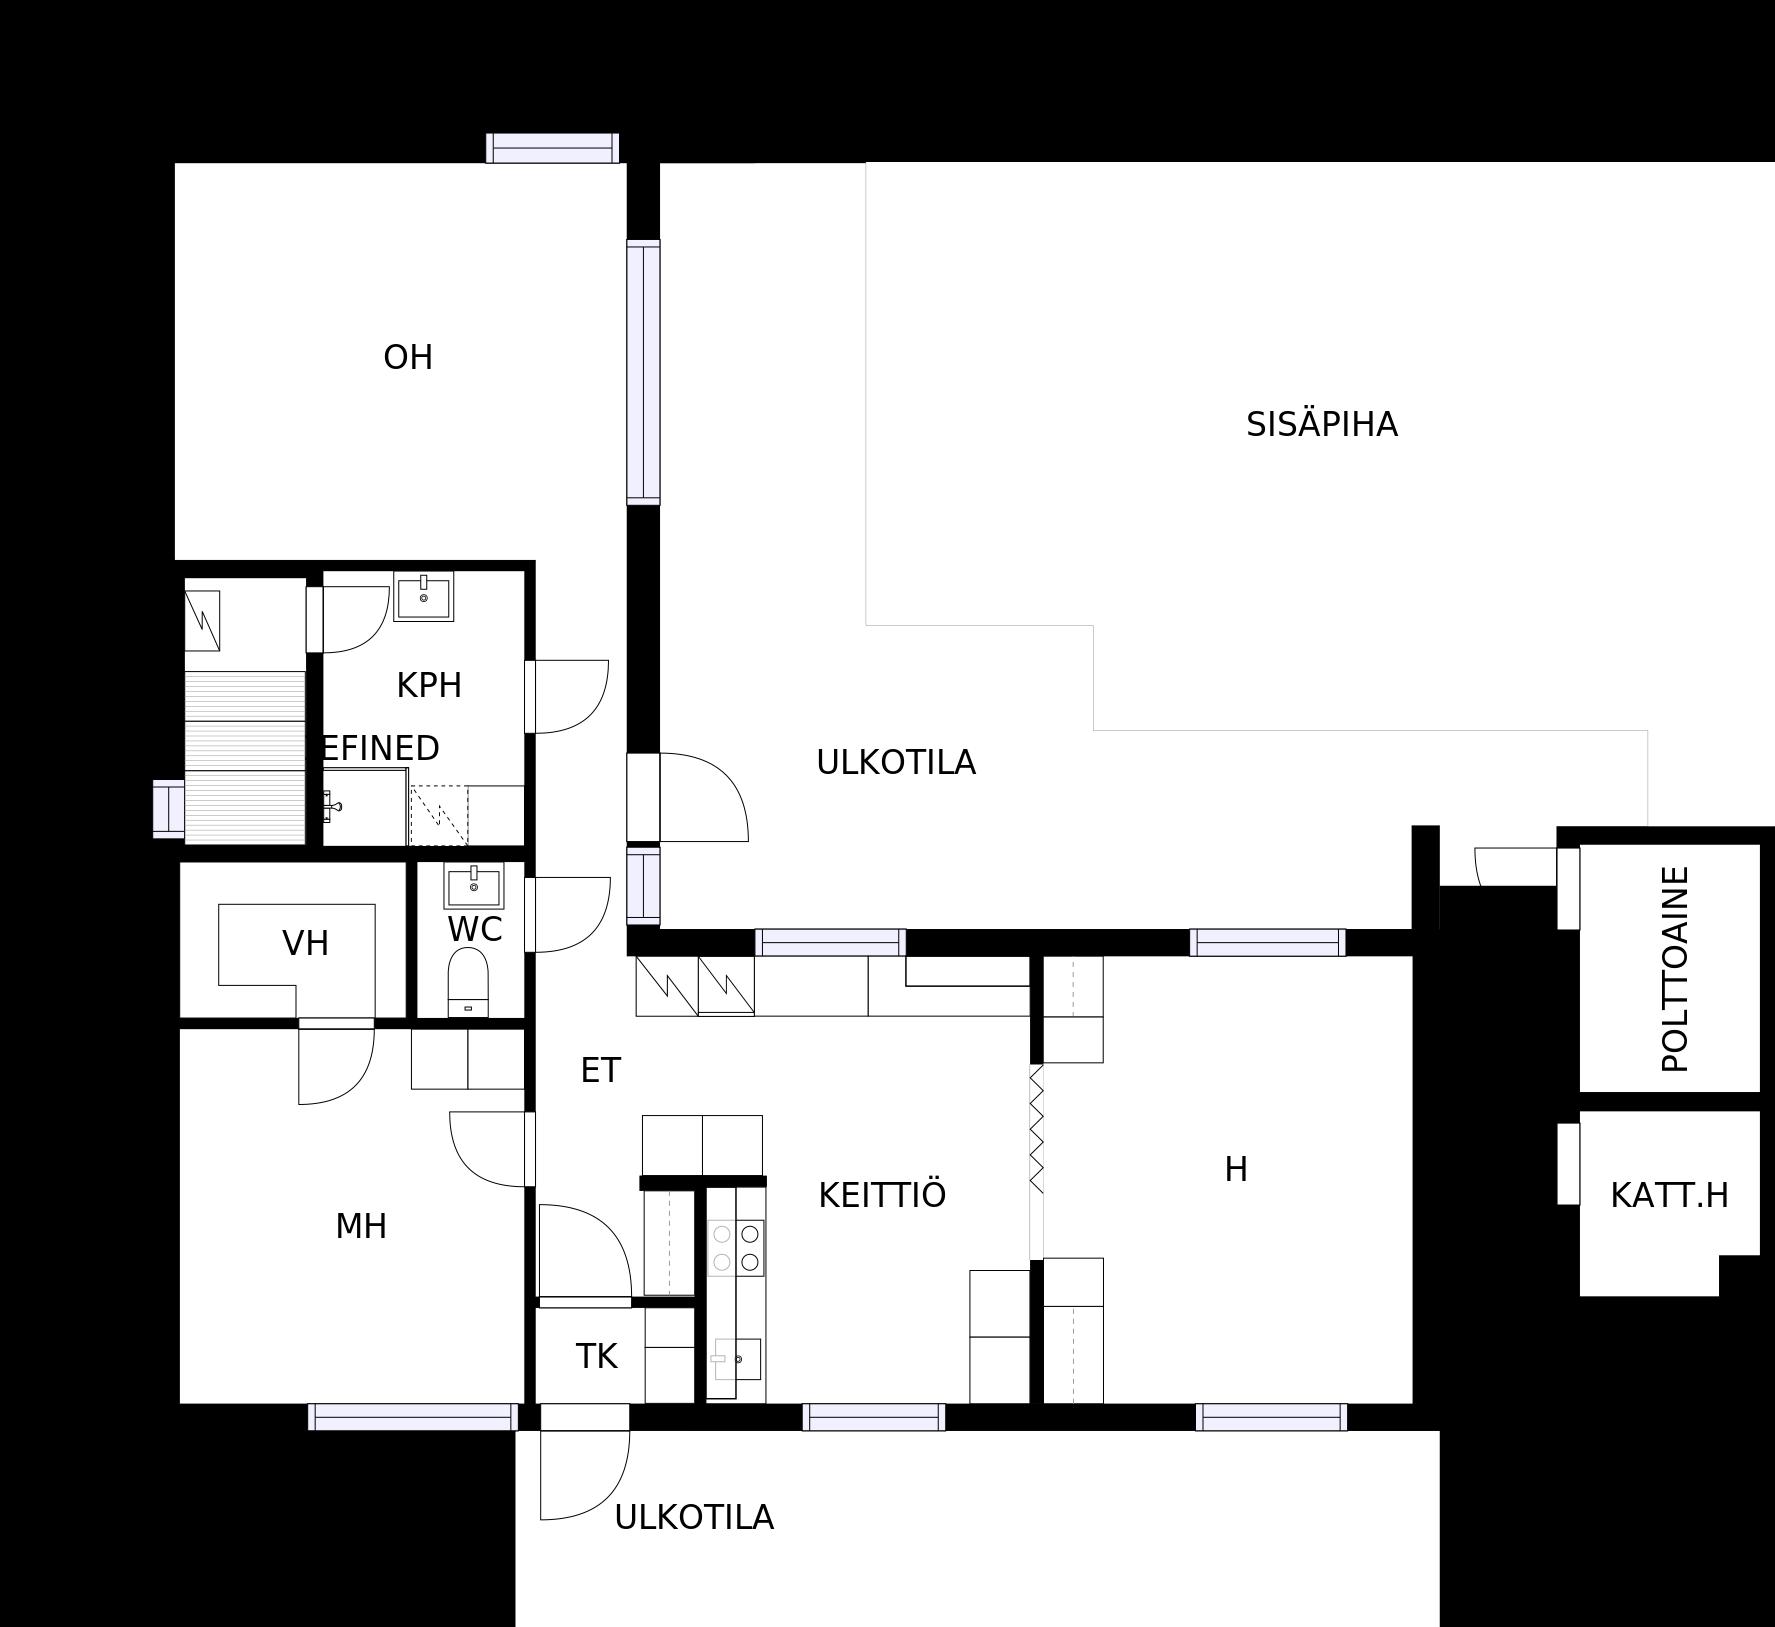 OH
SISÄPIHA
KPH
EFINED
ULKOTILA
VH
WC
POLTTOAINE
ET
H
KEITTIÖ
KATT.H
MH
TK
ULKOTILA